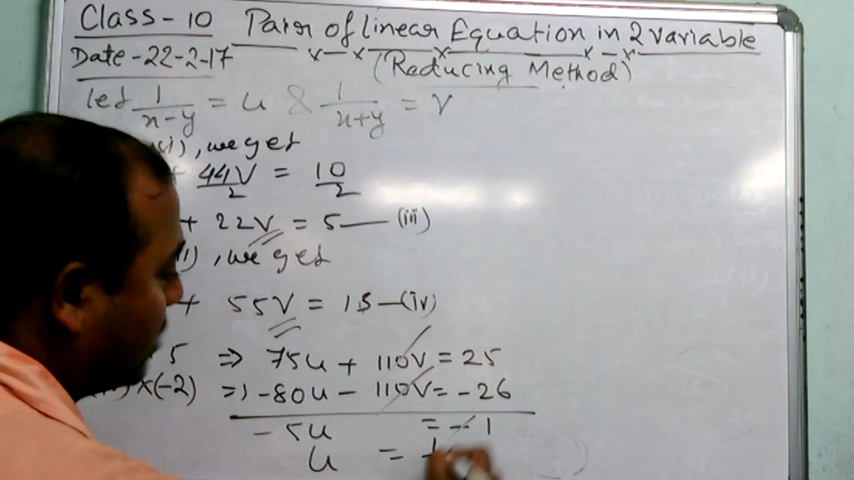 Class - 10 Pair of linear Equation in 2 variable
Date - 22-2-17 x — x — x — x — x
(Reducing Method)
let 1/(x-y) = u & 1/(x+y) = v
, we get
44V/2 = 10/2
+ 22V = 5 — (iii)
, we get
+ 55V = 13 — (iv)
5 ⇒ 75u + 110V = 25
x(-2) ⇒ -80u - 110V = -26
-5u = -1
u =